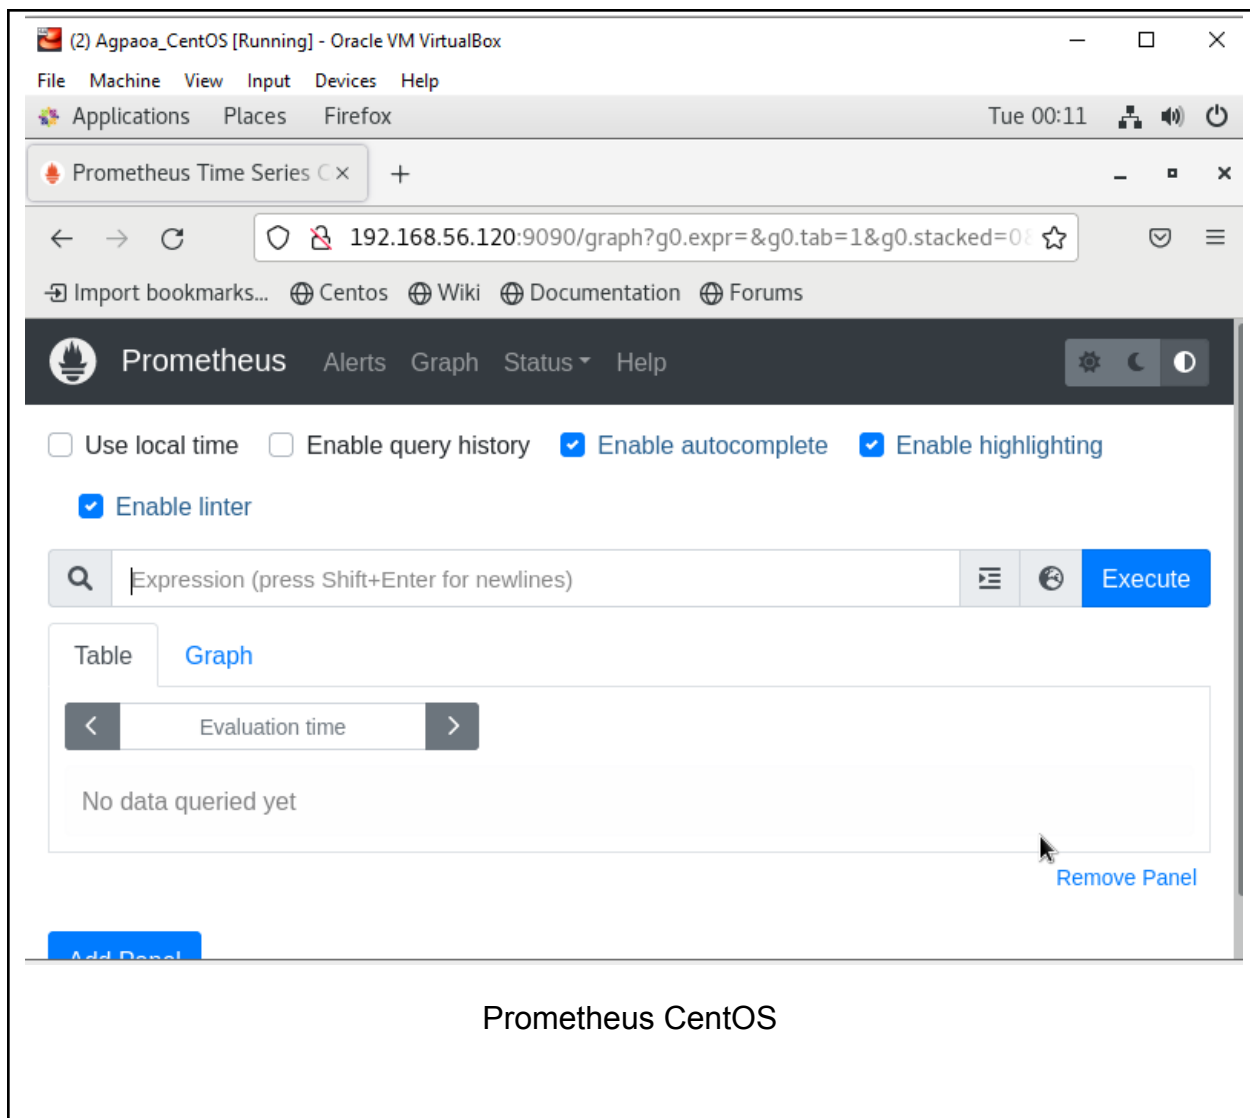 (2) Agpaoa_CentOS [Running] - Oracle VM VirtualBox
File Machine View Input Devices Help
Applications Places Firefox Tue 00:11
Prometheus Time Series C
192.168.56.120:9090/graph?g0.expr=&g0.tab=1&g0.stacked=0&
Import bookmarks... Centos Wiki Documentation Forums
Prometheus Alerts Graph Status Help
Use local time Enable query history Enable autocomplete Enable highlighting
Enable linter
Expression (press Shift+Enter for newlines) Execute
Table Graph
Evaluation time
No data queried yet
Remove Panel
Add Panel
Prometheus CentOS